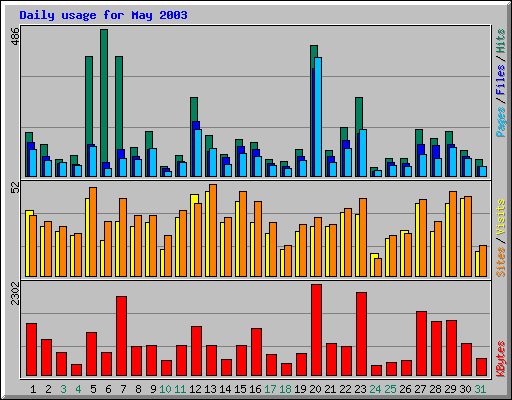 Daily usage for May 2003
486
Pages / Files / Hits
52
Sites / Visits
2302
KBytes
1 2 3 4 5 6 7 8 9 10 11 12 13 14 15 16 17 18 19 20 21 22 23 24 25 26 27 28 29 30 31